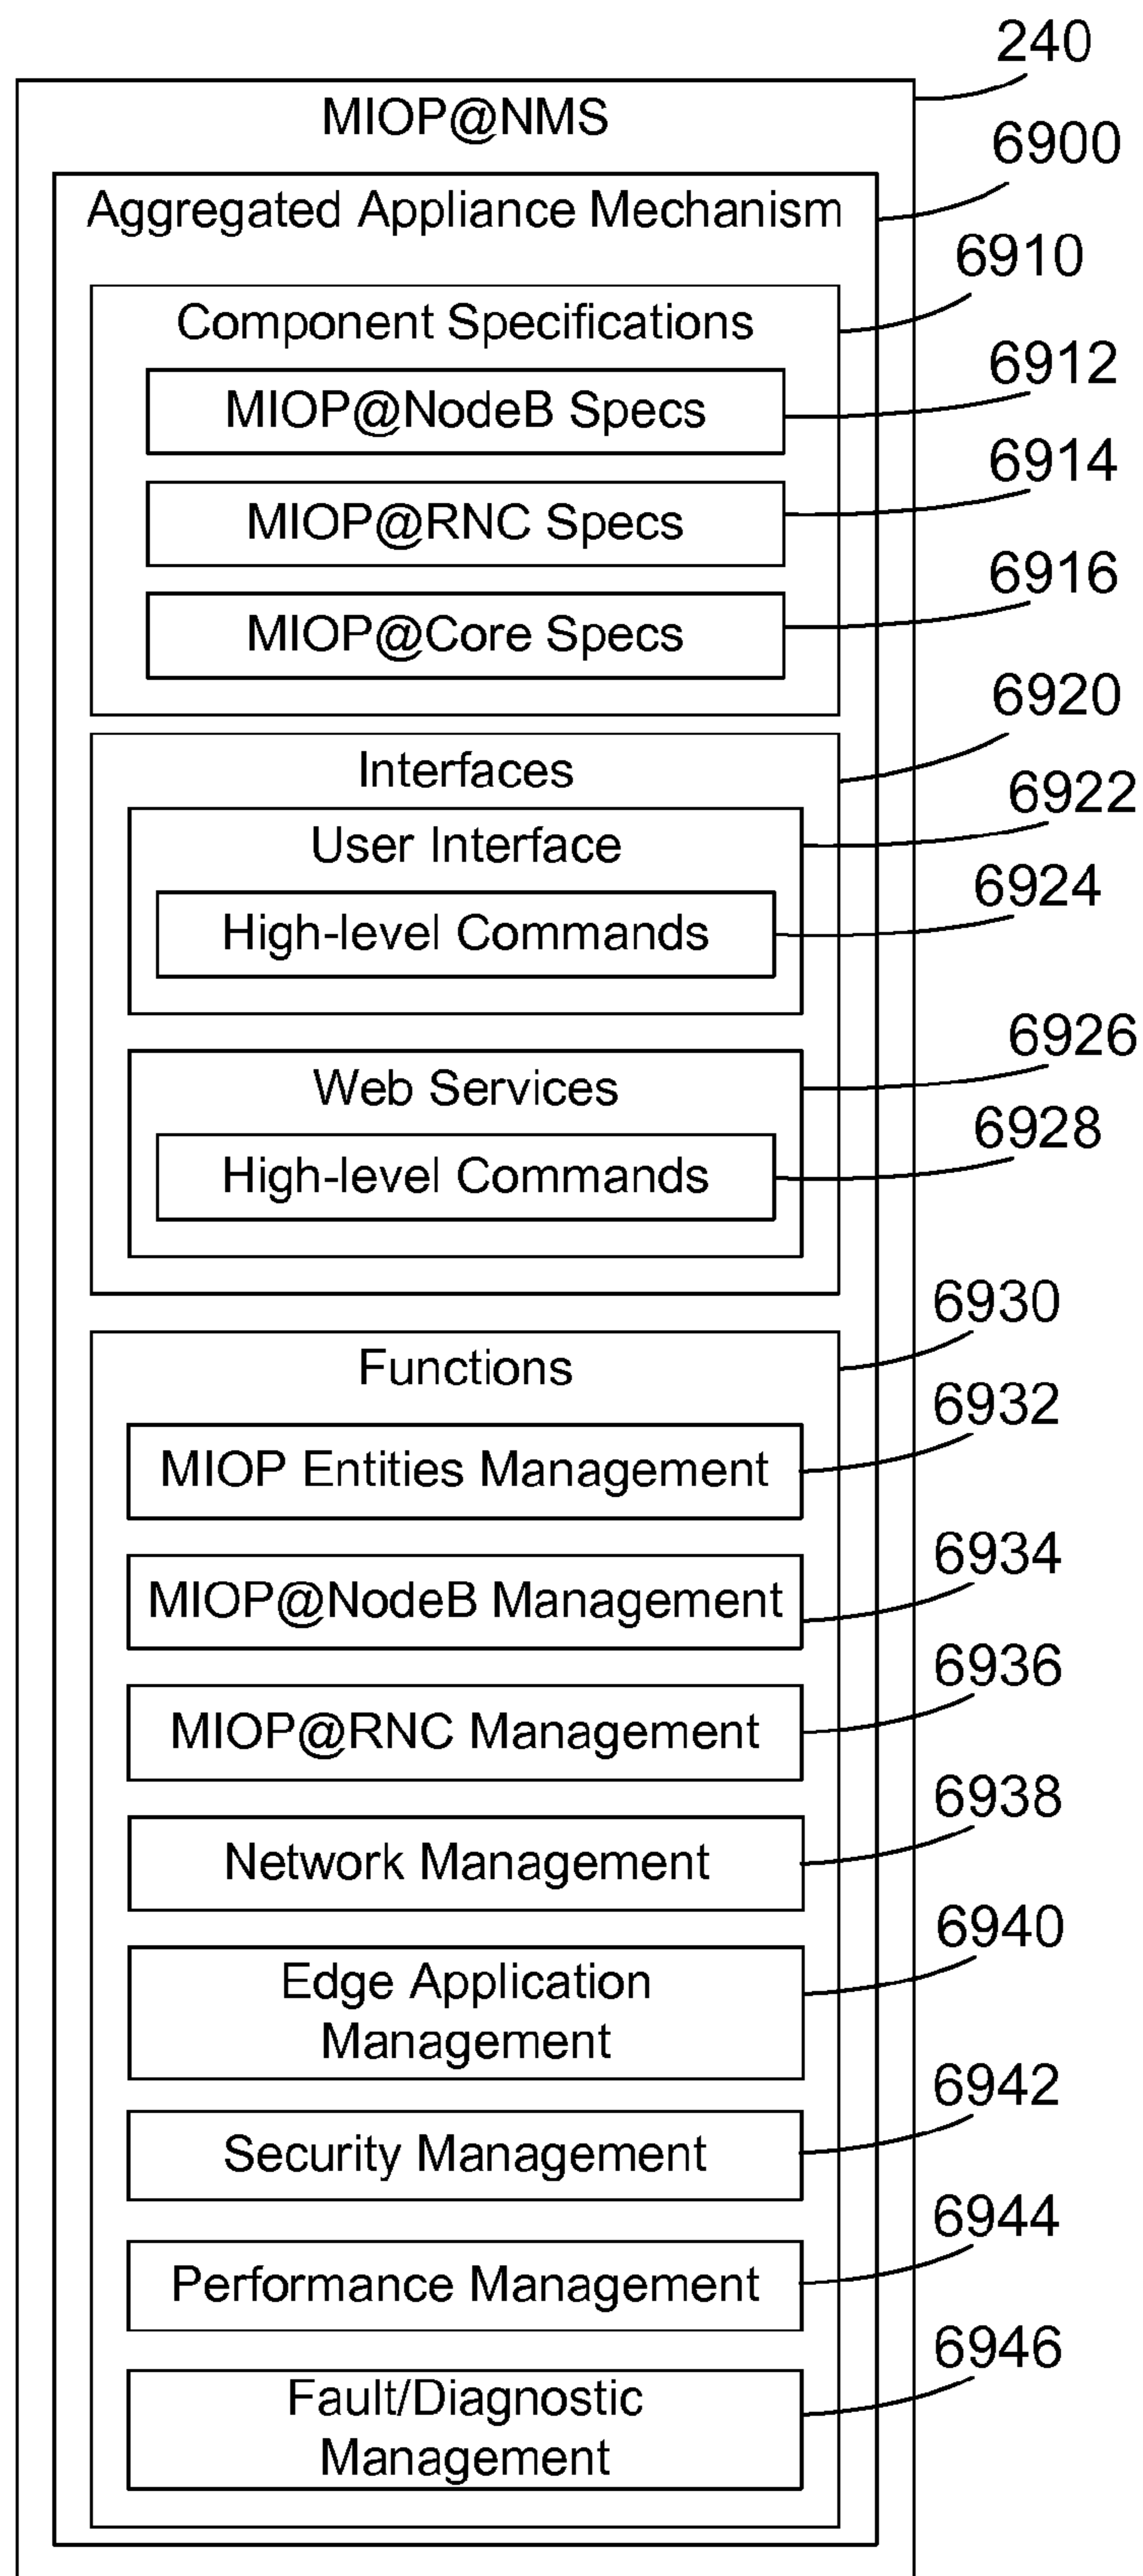 240
MIOP@NMS
6900
Aggregated Appliance Mechanism
6910
Component Specifications
6912
MIOP@NodeB Specs
6914
MIOP@RNC Specs
6916
MIOP@Core Specs
6920
Interfaces
6922
User Interface
6924
High-level Commands
6926
Web Services
6928
High-level Commands
6930
Functions
6932
MIOP Entities Management
6934
MIOP@NodeB Management
6936
MIOP@RNC Management
6938
Network Management
6940
Edge Application
Management
6942
Security Management
6944
Performance Management
6946
Fault/Diagnostic
Management